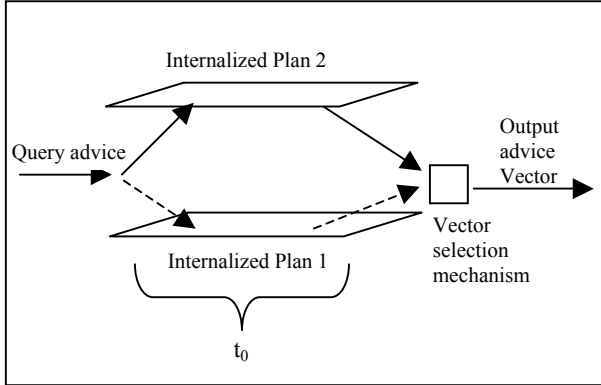 Internalized Plan 2
Query advice
Output
advice
Vector
Vector
selection
mechanism
Internalized Plan 1
t0